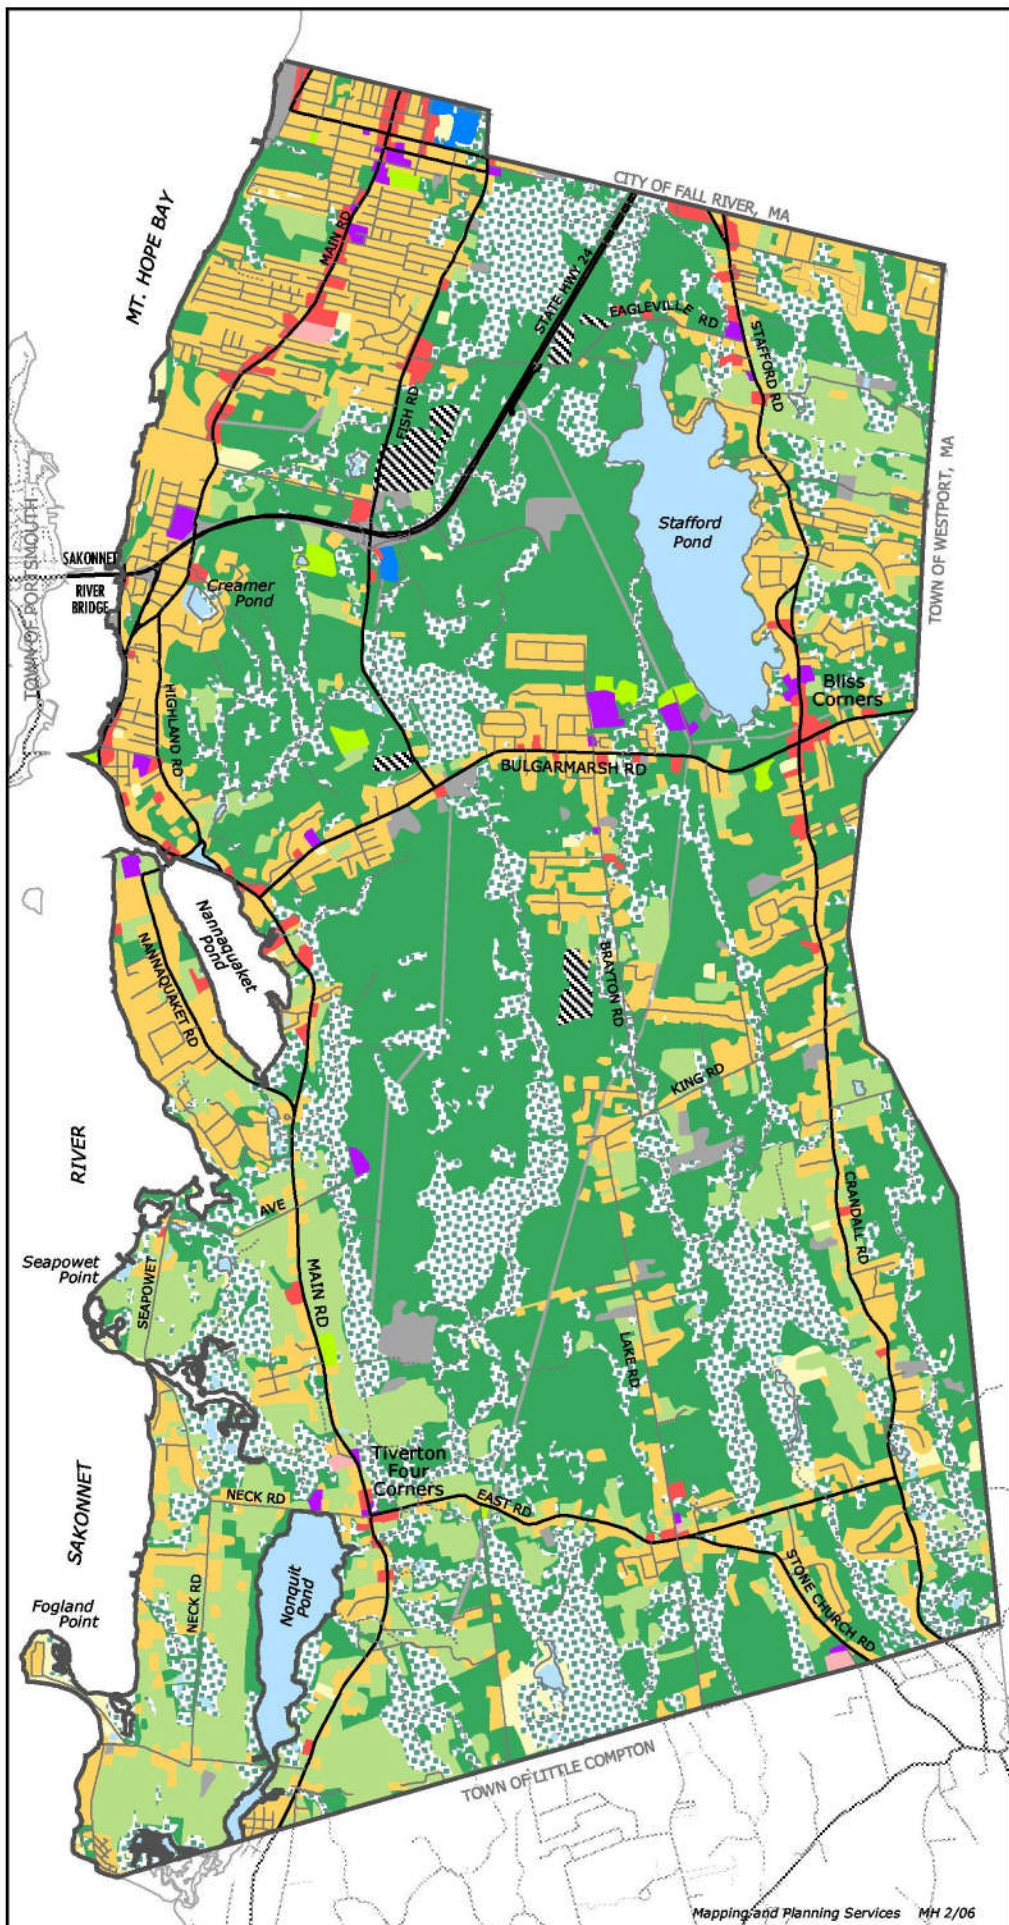 CITY OF FALL RIVER, MA
MT. HOPE BAY
MAIN RD
STATE HWY 24
EAGLEVILLE RD
STAFFORD RD
FISH RD
TOWN OF WESTPORT, MA
TOWN OF PORTSMOUTH
Stafford
Pond
SAKONNET
RIVER
BRIDGE
Creamer
Pond
HIGHLAND RD
Bliss
Corners
BULGARMARSH RD
Nannaquaket
Pond
NANNAQUAKET RD
BRAYTON RD
KING RD
RIVER
CRANDALL RD
AVE
SEAPOWET
Seapowet
Point
MAIN RD
LAKE RD
Tiverton
Four
Corners
SAKONNET
NECK RD
EAST RD
STONE CHURCH RD
NECK RD
Nonquit
Pond
Fogland
Point
TOWN OF LITTLE COMPTON
Mapping and Planning Services MH 2/06